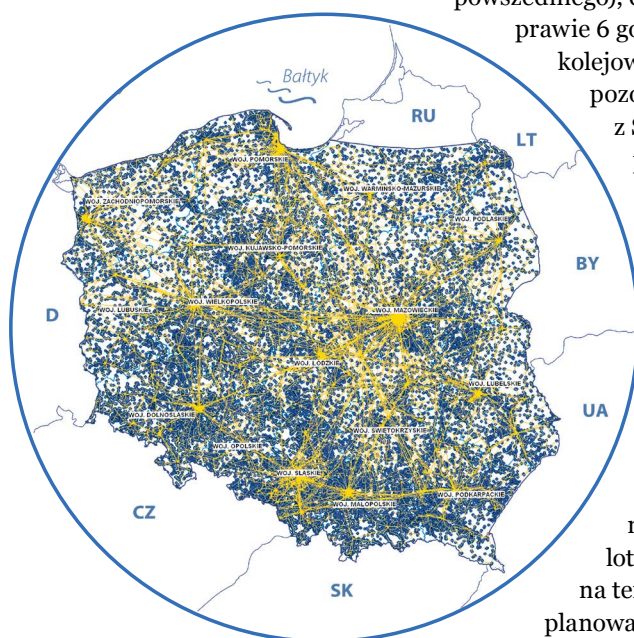 powszedniego), 
prawie 6 go
kolejow
pozo
z
Bałtyk
RU
LT
WOJ. POMORSKIE
WOJ. WARMIŃSKO-MAZURSKIE
WOJ. ZACHODNIOPOMORSKIE
WOJ. PODLASKIE
WOJ. KUJAWSKO-POMORSKIE
BY
WOJ. WIELKOPOLSKIE
D
WOJ. LUBUSKIE
WOJ. MAZOWIECKIE
WOJ. ŁÓDZKIE
WOJ. LUBELSKIE
WOJ. DOLNOŚLĄSKIE
UA
WOJ. ŚWIĘTOKRZYSKIE
WOJ. OPOLSKIE
WOJ. ŚLĄSKIE
WOJ. PODKARPACKIE
WOJ. MAŁOPOLSKIE
CZ
SK
lot
na te
planowa